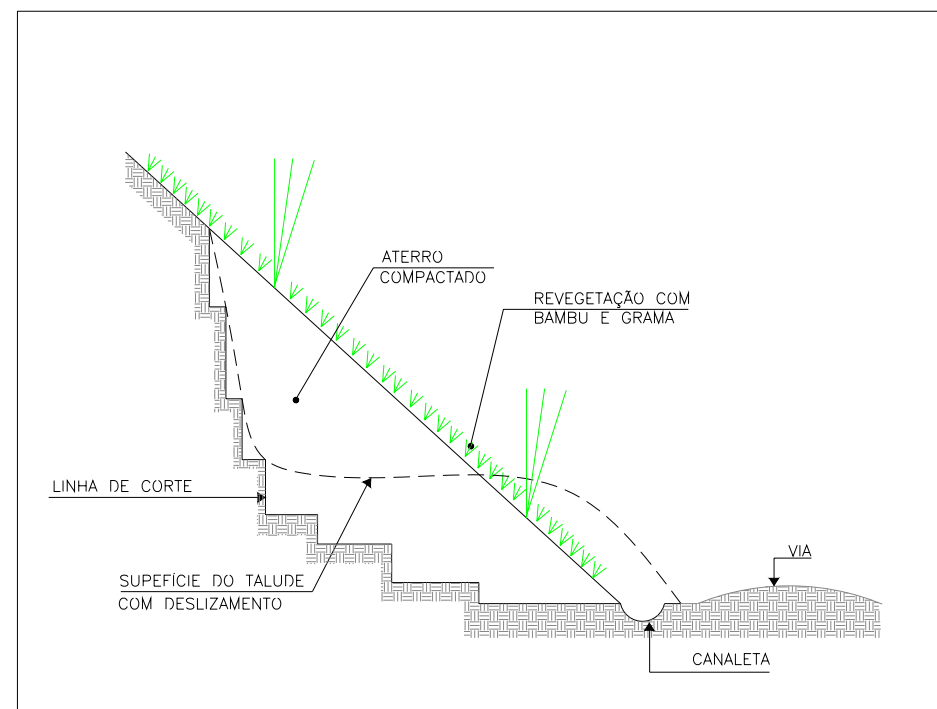 ATERRO
COMPACTADO
REVEGETAÇÃO COM
BAMBU E GRAMA
LINHA DE CORTE
SUPEFÍCIE DO TALUDE
COM DESLIZAMENTO
VIA
CANALETA